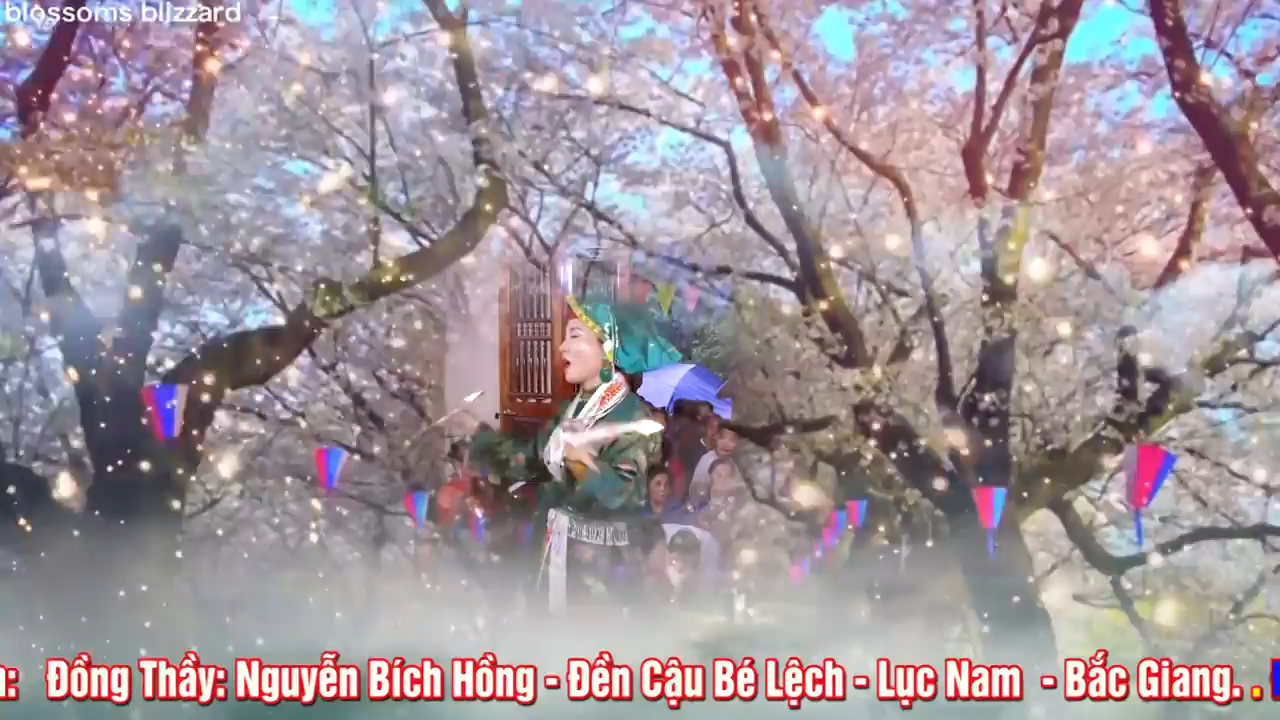 blossoms blizzard
: Đồng Thầy: Nguyễn Bích Hồng - Đền Cậu Bé Lệch - Lục Nam - Bắc Giang. .